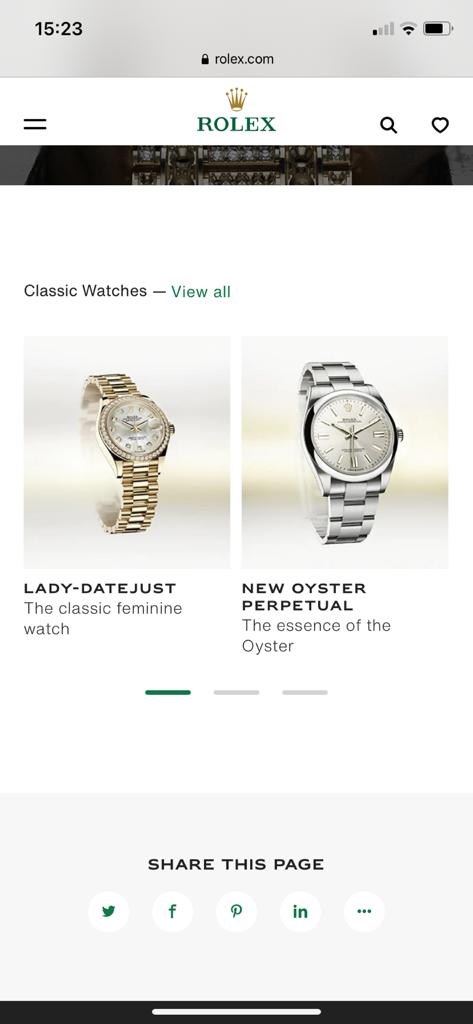 15:23
rolex.com
ROLEX
Classic Watches — View all
LADY-DATEJUST
The classic feminine
watch
NEW OYSTER
PERPETUAL
The essence of the
Oyster
SHARE THIS PAGE